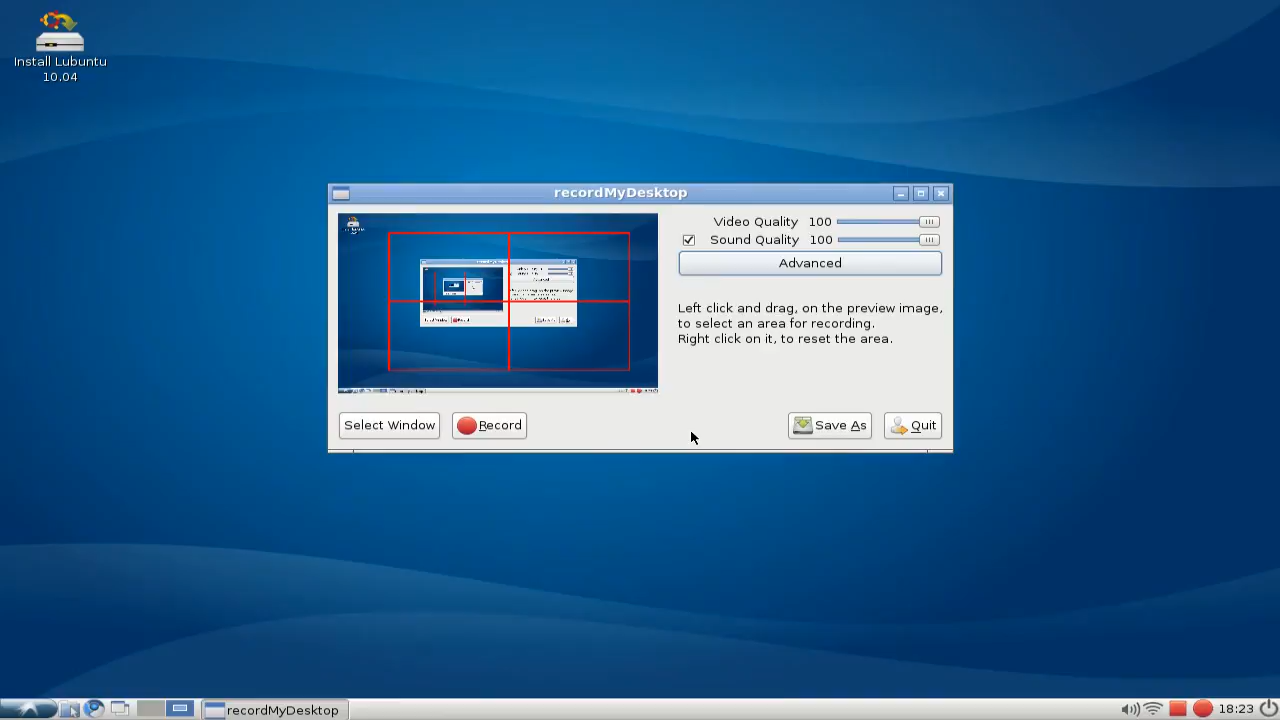 Install Lubuntu
10.04
recordMyDesktop
Video Quality 100
Sound Quality 100
Advanced
Left click and drag, on the preview image,
to select an area for recording.
Right click on it, to reset the area.
Select Window
Record
Save As
Quit
recordMyDesktop
18:23